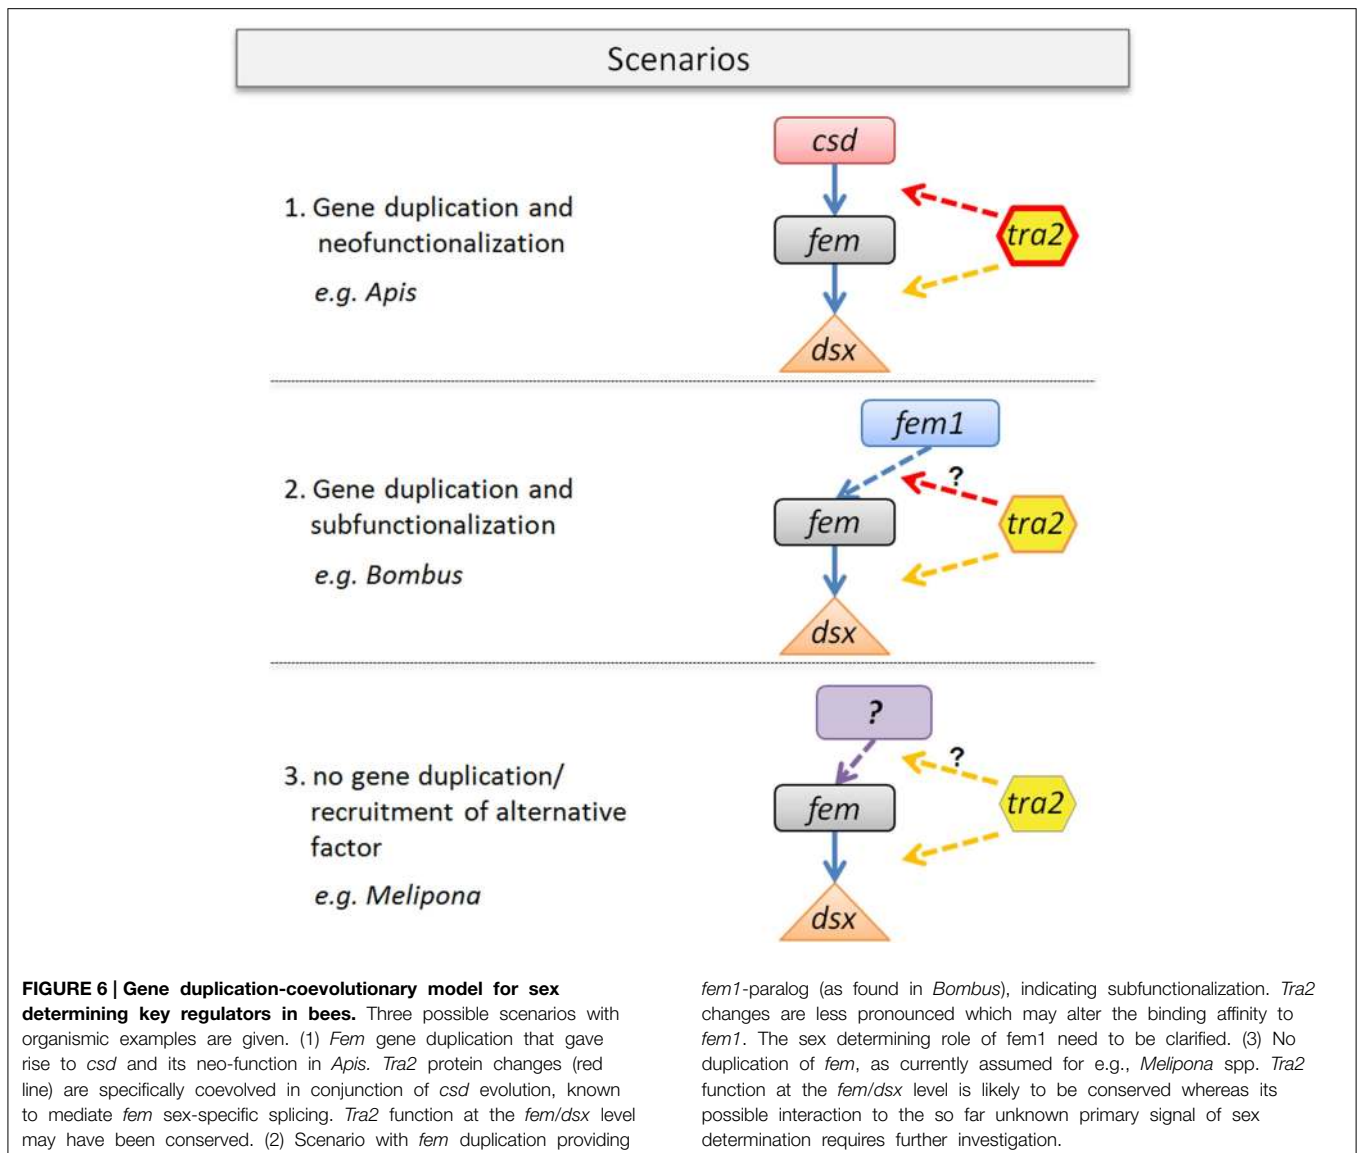 Scenarios
1. Gene duplication and
neofunctionalization
e.g. Apis
csd
fem
tra2
dsx
2. Gene duplication and
subfunctionalization
e.g. Bombus
fem1
?
fem
tra2
dsx
3. no gene duplication/
recruitment of alternative
factor
e.g. Melipona
?
?
fem
tra2
dsx
FIGURE 6 | Gene duplication-coevolutionary model for sex
determining key regulators in bees. Three possible scenarios with
organismic examples are given. (1) Fem gene duplication that gave
rise to csd and its neo-function in Apis. Tra2 protein changes (red
line) are specifically coevolved in conjunction of csd evolution, known
to mediate fem sex-specific splicing. Tra2 function at the fem/dsx level
may have been conserved. (2) Scenario with fem duplication providing
fem1-paralog (as found in Bombus), indicating subfunctionalization. Tra2
changes are less pronounced which may alter the binding affinity to
fem1. The sex determining role of fem1 need to be clarified. (3) No
duplication of fem, as currently assumed for e.g., Melipona spp. Tra2
function at the fem/dsx level is likely to be conserved whereas its
possible interaction to the so far unknown primary signal of sex
determination requires further investigation.